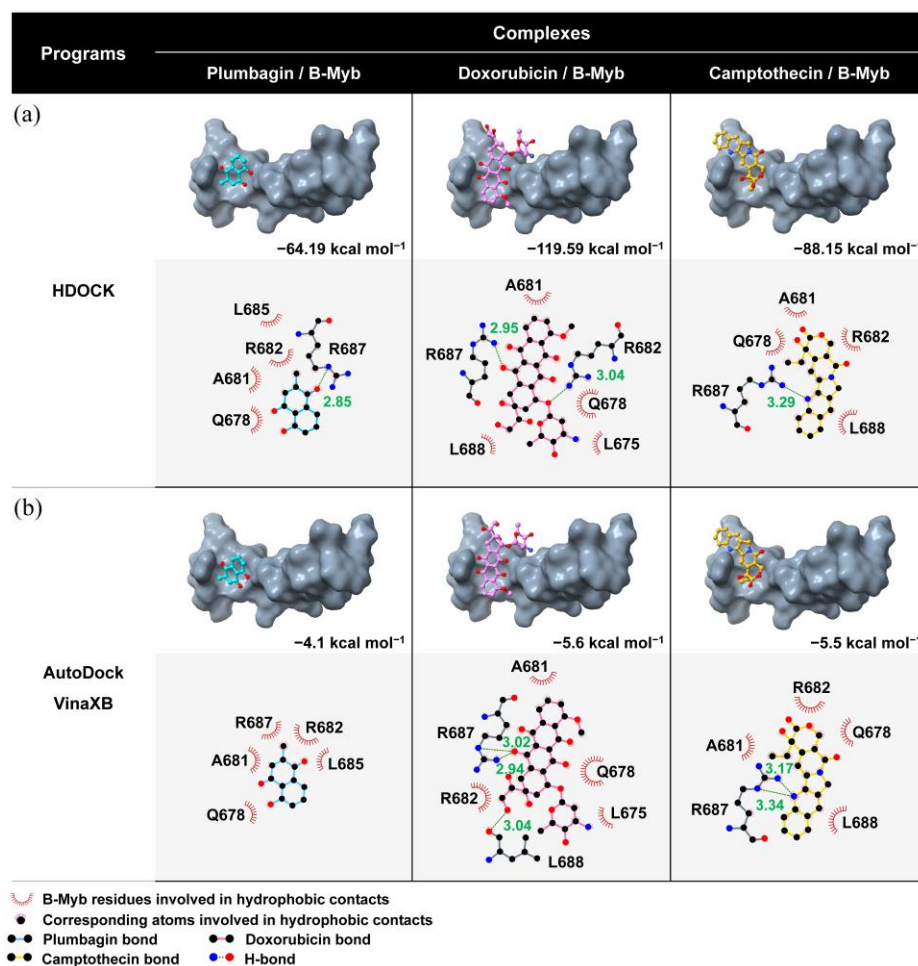 Programs
Complexes
Plumbagin / B-Myb
Doxorubicin / B-Myb
Camptothecin / B-Myb
(a)
HDOCK
−64.19 kcal mol⁻¹
−119.59 kcal mol⁻¹
−88.15 kcal mol⁻¹
L685
R682
R687
A681
Q678
2.85
A681
2.95
R687
R682
3.04
Q678
L688
L675
A681
Q678
R682
R687
3.29
L688
(b)
AutoDock
VinaXB
−4.1 kcal mol⁻¹
−5.6 kcal mol⁻¹
−5.5 kcal mol⁻¹
R687
R682
A681
L685
Q678
A681
R687
3.02
2.94
Q678
R682
L675
3.04
L688
R682
Q678
A681
3.17
R687
3.34
L688
B-Myb residues involved in hydrophobic contacts
Corresponding atoms involved in hydrophobic contacts
Plumbagin bond
Doxorubicin bond
Camptothecin bond
H-bond